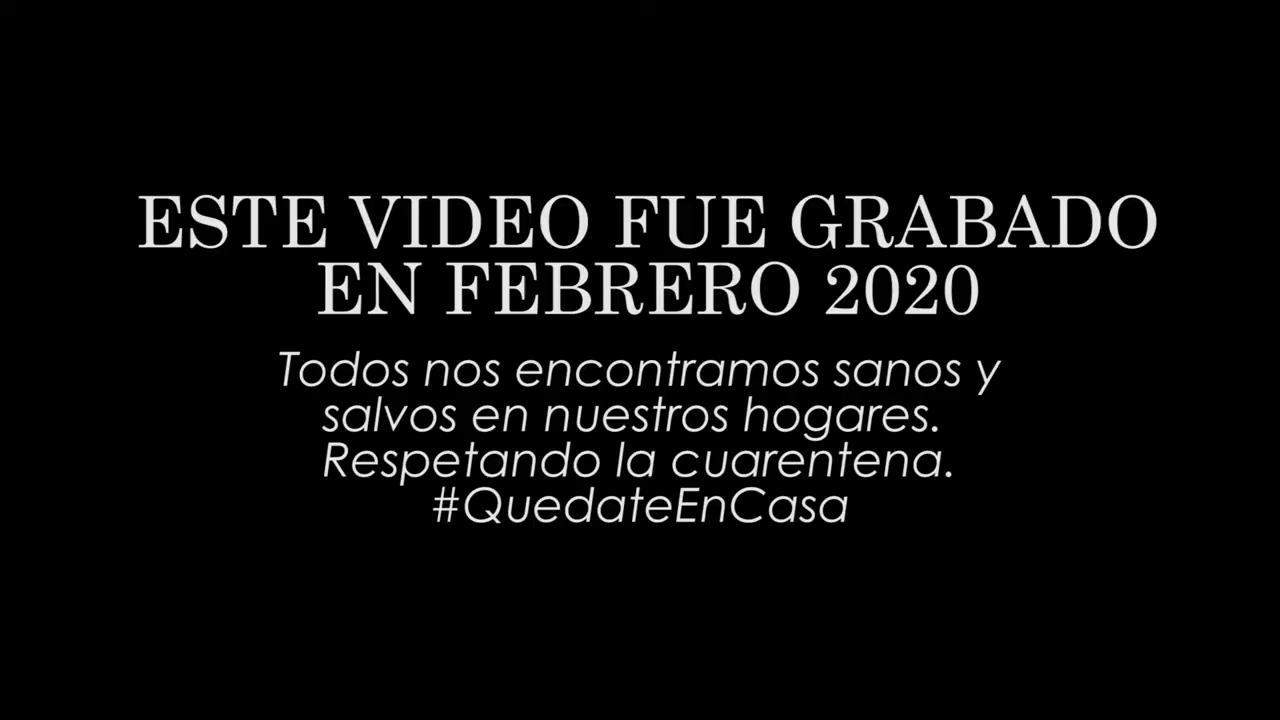 ESTE VIDEO FUE GRABADO
EN FEBRERO 2020
Todos nos encontramos sanos y
salvos en nuestros hogares.
Respetando la cuarentena.
#QuedateEnCasa